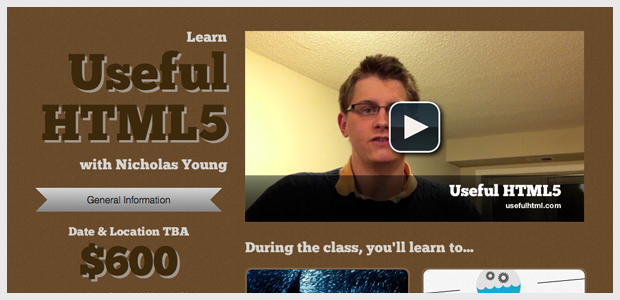 Learn
Useful
HTML5
with Nicholas Young
General Information
Date & Location TBA
$600
Useful HTML5
usefulhtml.com
During the class, you'll learn to...